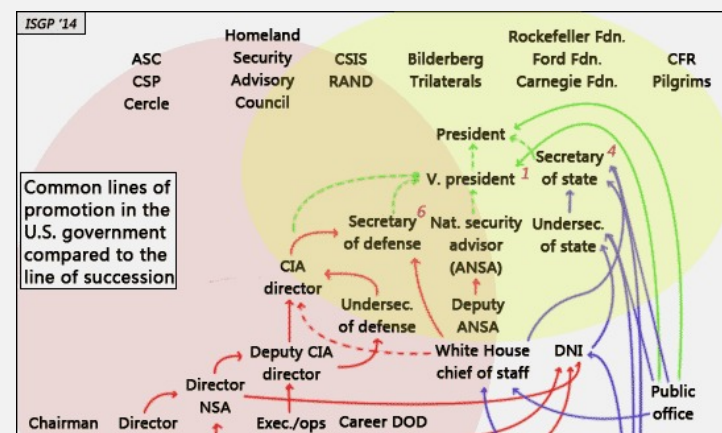 ISGP '14
ASC
CSP
Cercle
Homeland
Security
Advisory
Council
CSIS
RAND
Bilderberg
Trilaterals
Rockefeller Fdn.
Ford Fdn.
Carnegie Fdn.
CFR
Pilgrims
President
V. president 1
Secretary 4
of state
Common lines of
promotion in the
U.S. government
compared to the
line of succession
Secretary 6
of defense
Nat. security
advisor
(ANSA)
Undersec.
of state
CIA
director
Undersec.
of defense
Deputy
ANSA
Deputy CIA
director
White House
chief of staff
DNI
Director
NSA
Public
office
Chairman
Director
Exec./ops
Career DOD